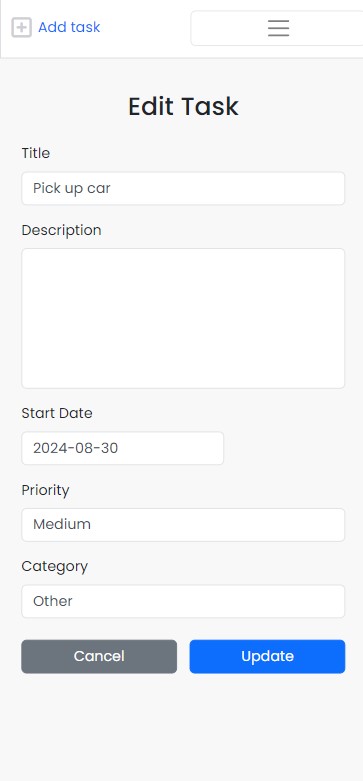 Add task
Edit Task
Title
Pick up car
Description
Start Date
2024-08-30
Priority
Medium
Category
Other
Cancel Update